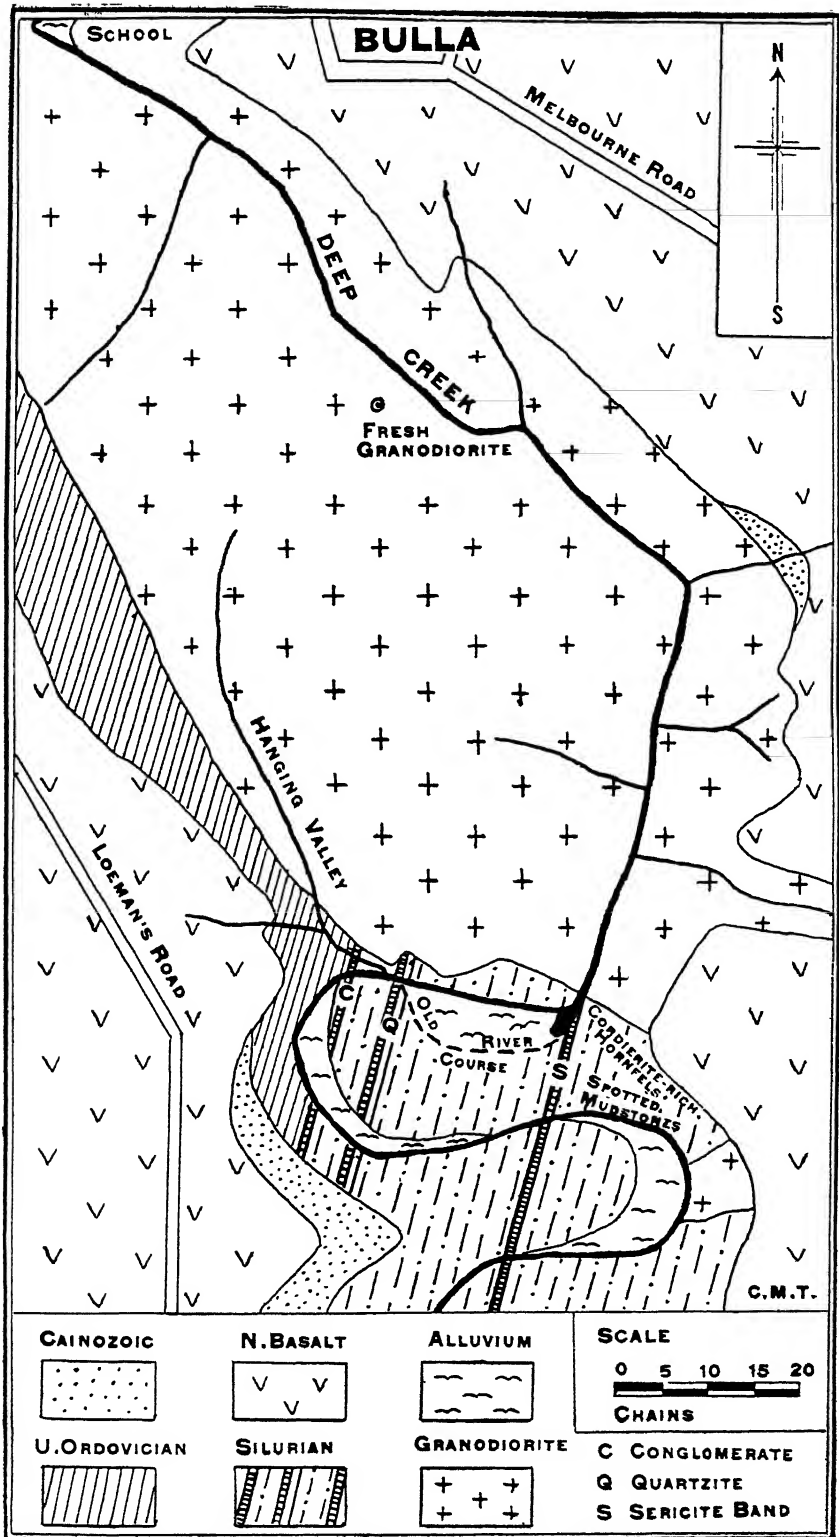 SCHOOL
BULLA
MELBOURNE ROAD
N
S
DEEP
CREEK
FRESH
GRANODIORITE
HANGING VALLEY
LOEMAN'S ROAD
C
Q
OLD
RIVER
COURSE
S
CORDIERITE-RICH
HORNFELS
SPOTTED
MUDSTONES
C.M.T.
CAINOZOIC
N. BASALT
ALLUVIUM
SCALE
0 5 10 15 20
CHAINS
U. ORDOVICIAN
SILURIAN
GRANODIORITE
C CONGLOMERATE
Q QUARTZITE
S SERICITE BAND